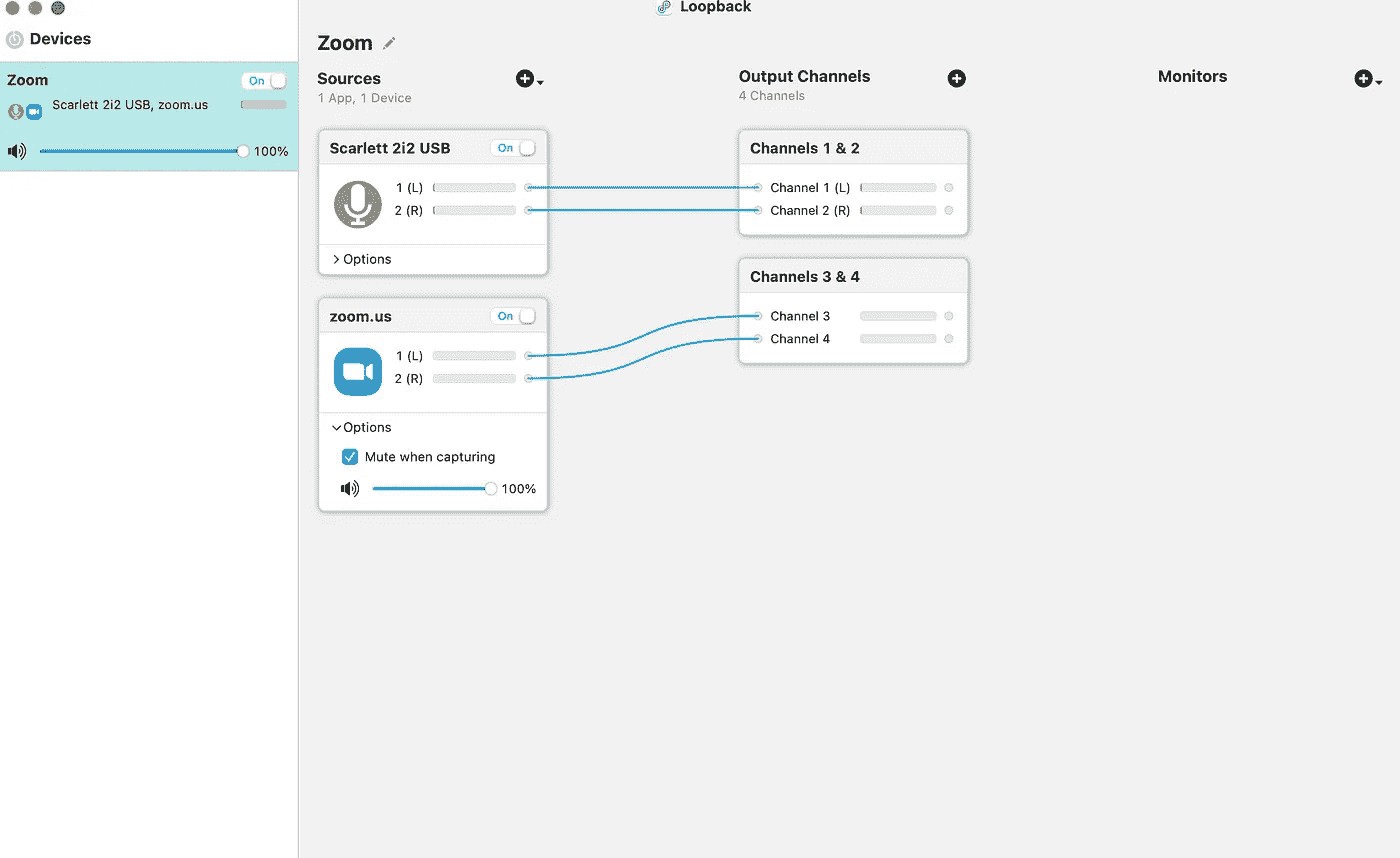 Loopback
Devices
Zoom
On
Scarlett 2i2 USB, zoom.us
100%
Zoom
Sources
1 App, 1 Device
Output Channels
4 Channels
Monitors
Scarlett 2i2 USB
On
1 (L)
2 (R)
Options
zoom.us
On
1 (L)
2 (R)
Options
Mute when capturing
100%
Channels 1 & 2
Channel 1 (L)
Channel 2 (R)
Channels 3 & 4
Channel 3
Channel 4